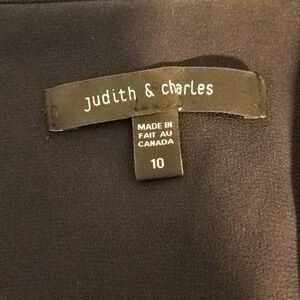 judith & charles
MADE IN
FAIT AU
CANADA
10